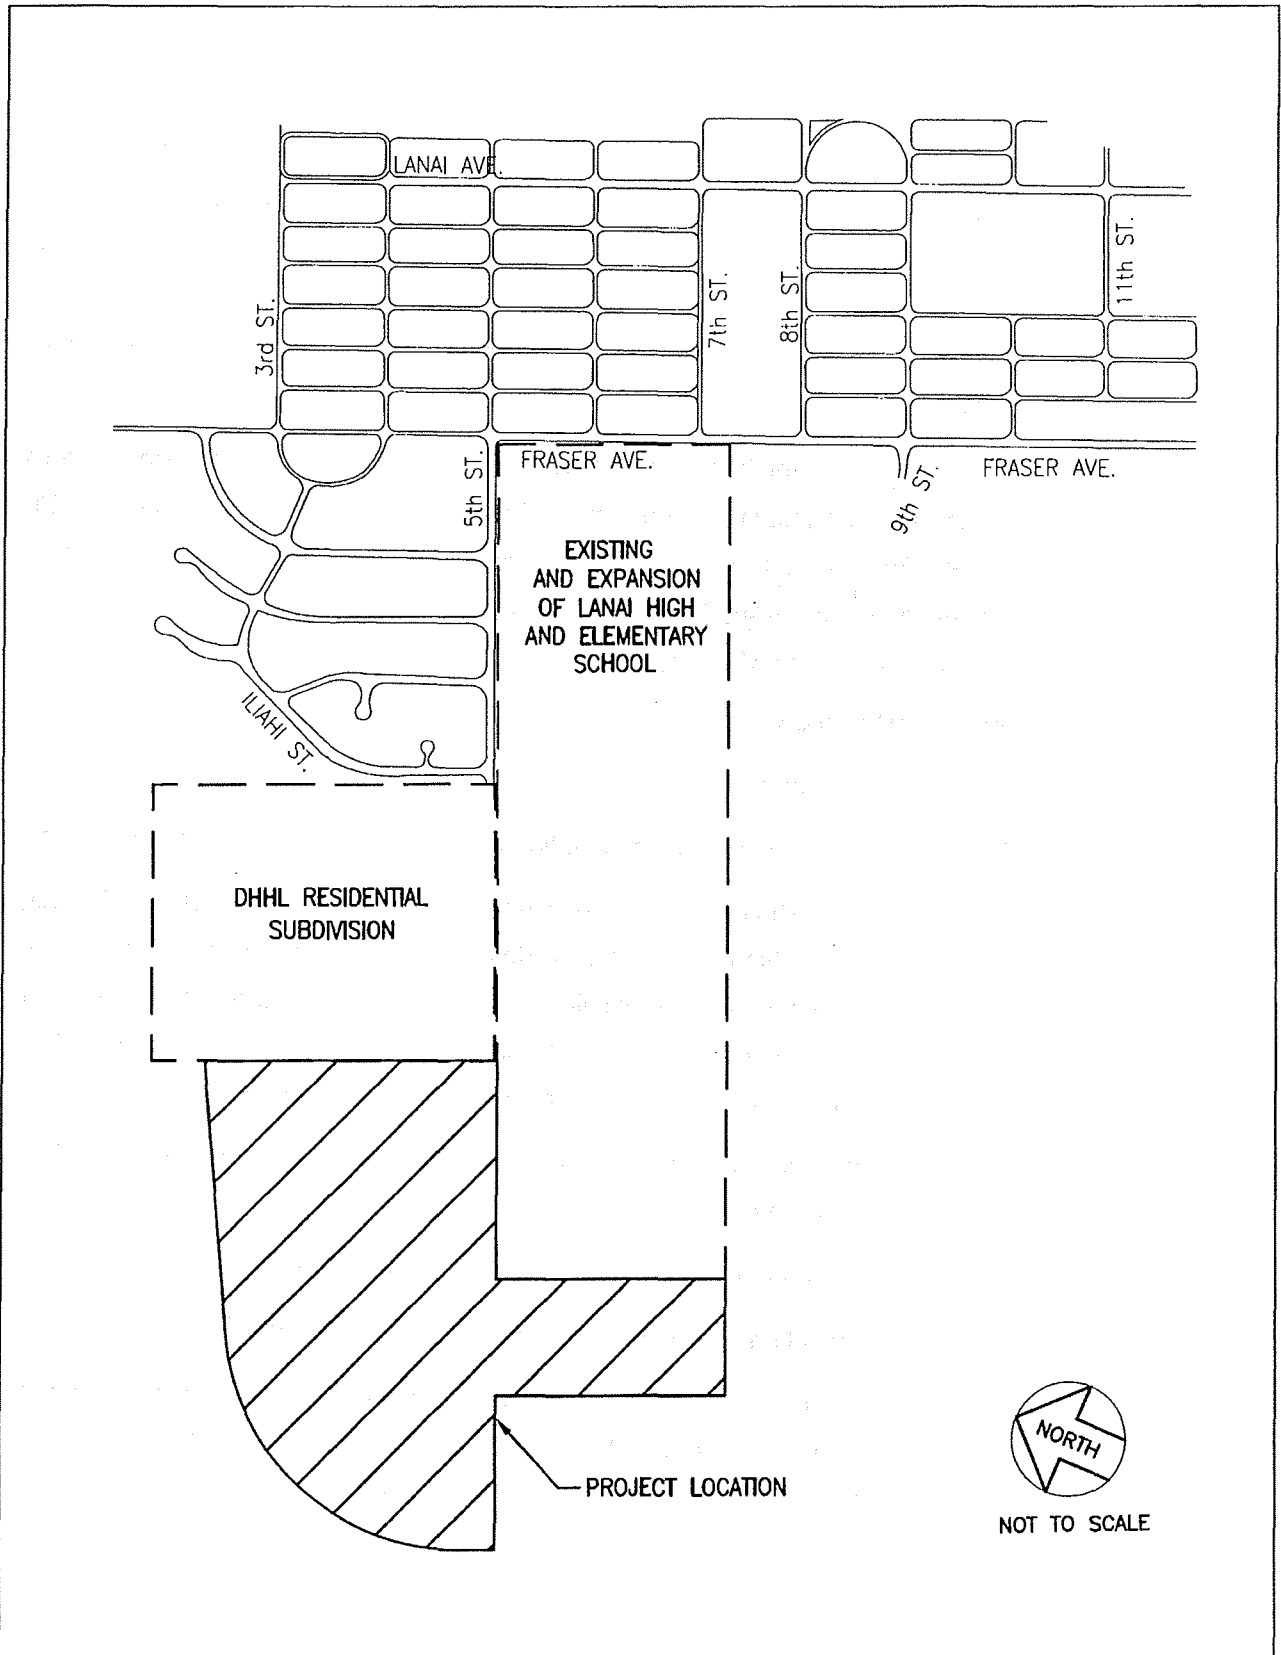 LANAI AVE.
3rd ST.
7th ST.
8th ST.
11th ST.
5th ST.
FRASER AVE.
9th ST.
FRASER AVE.
EXISTING
AND EXPANSION
OF LANAI HIGH
AND ELEMENTARY
SCHOOL
ILIAHI ST.
DHHL RESIDENTIAL
SUBDIVISION
PROJECT LOCATION
NORTH
NOT TO SCALE